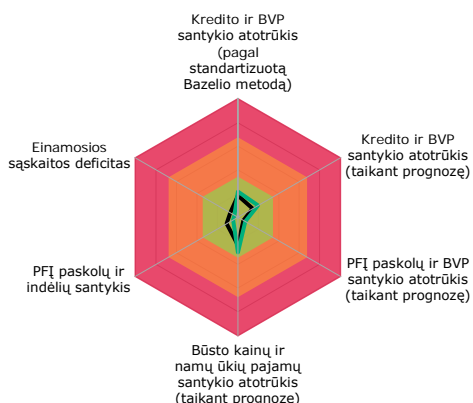 Kredito ir BVP
santykio atotrūkis
(pagal
standartizuotą
Bazelio metodą)
Kredito ir BVP
santykio atotrūkis
(taikant prognozę)
PFĮ paskolų ir BVP
santykio atotrūkis
(taikant prognozę)
Būsto kainų ir
namų ūkių pajamų
santykio atotrūkis
(taikant prognozę)
PFĮ paskolų ir
indėlių santykis
Einamosios
sąskaitos deficitas